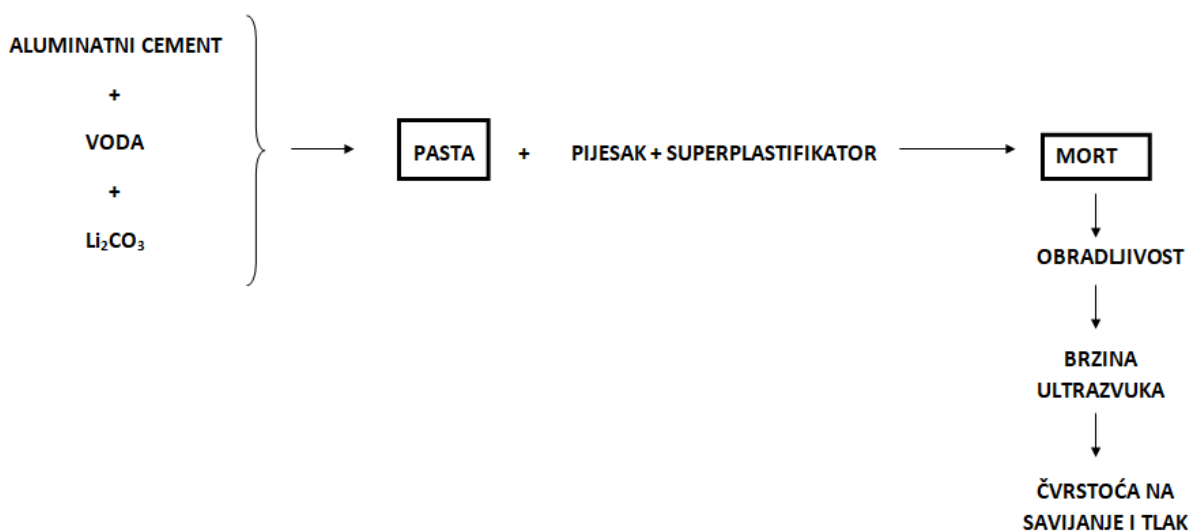 ALUMINATNI CEMENT
+
VODA
+
Li₂CO₃
PASTA + PIJESAK + SUPERPLASTIFIKATOR
MORT
OBRADLJIVOST
BRZINA
ULTRAZVUKA
ČVRSTOĆA NA
SAVIJANJE I TLAK